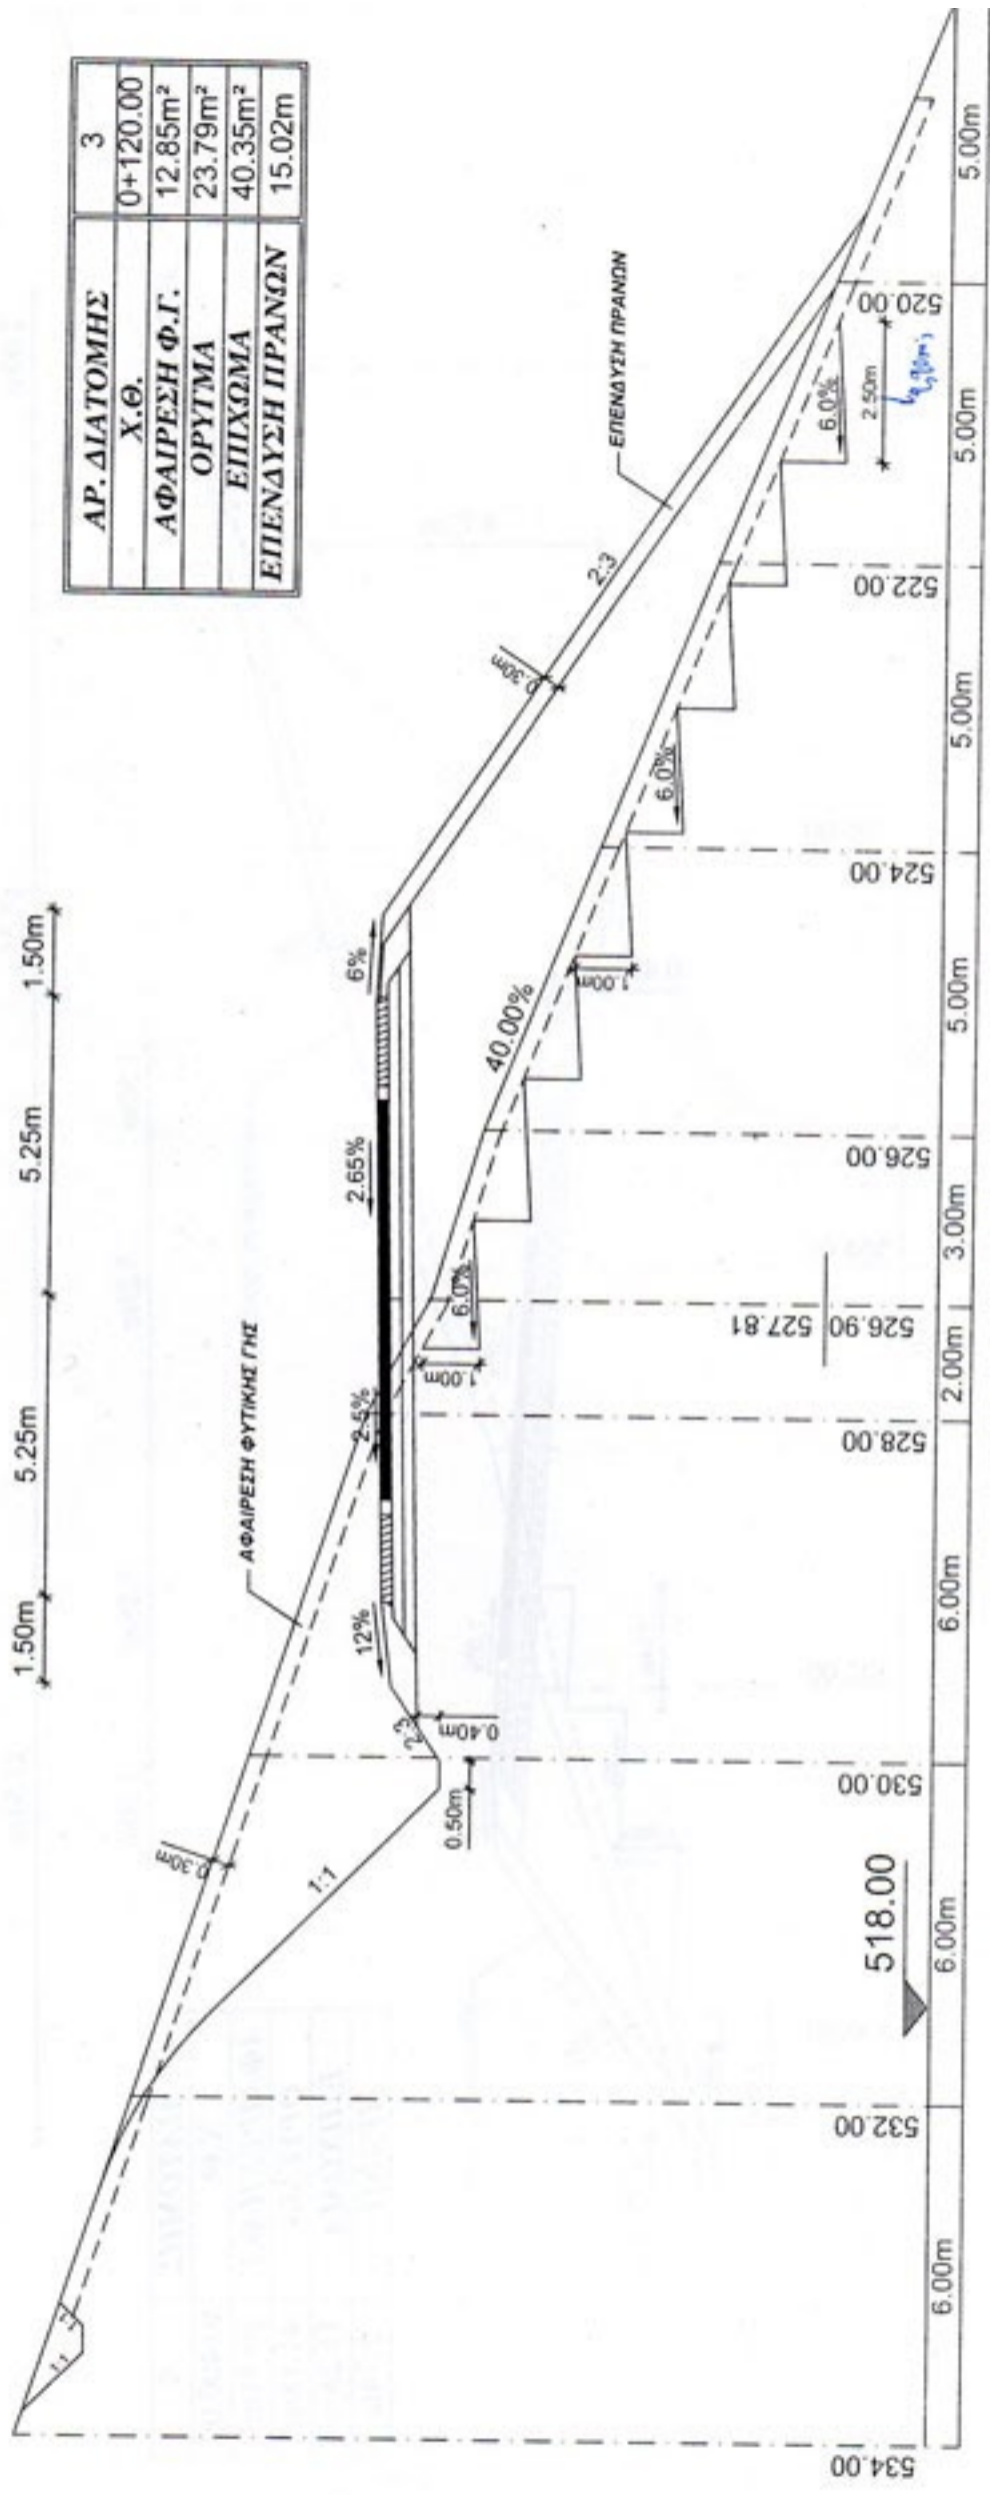 ΑΡ. ΔΙΑΤΟΜΗΣ 3
Χ.Θ. 0+120.00
ΑΦΑΙΡΕΣΗ Φ.Γ. 12.85m²
ΟΡΥΓΜΑ 23.79m²
ΕΠΙΧΩΜΑ 40.35m²
ΕΠΕΝΔΥΣΗ ΠΡΑΝΩΝ 15.02m
1.50m 5.25m 5.25m 1.50m
ΑΦΑΙΡΕΣΗ ΦΥΤΙΚΗΣ ΓΗΣ
ΕΠΕΝΔΥΣΗ ΠΡΑΝΩΝ
1:1
0.30m
1:1
12%
2.5%
2.65%
6%
0.30m
2:3
2:3
0.50m
0.40m
40.00%
1.00m
6.0%
1.00m
6.0%
6.0%
2.50m
518.00
527.81
534.00 532.00 530.00 528.00 526.90 526.00 524.00 522.00 520.00
6.00m 6.00m 6.00m 2.00m 3.00m 5.00m 5.00m 5.00m 5.00m